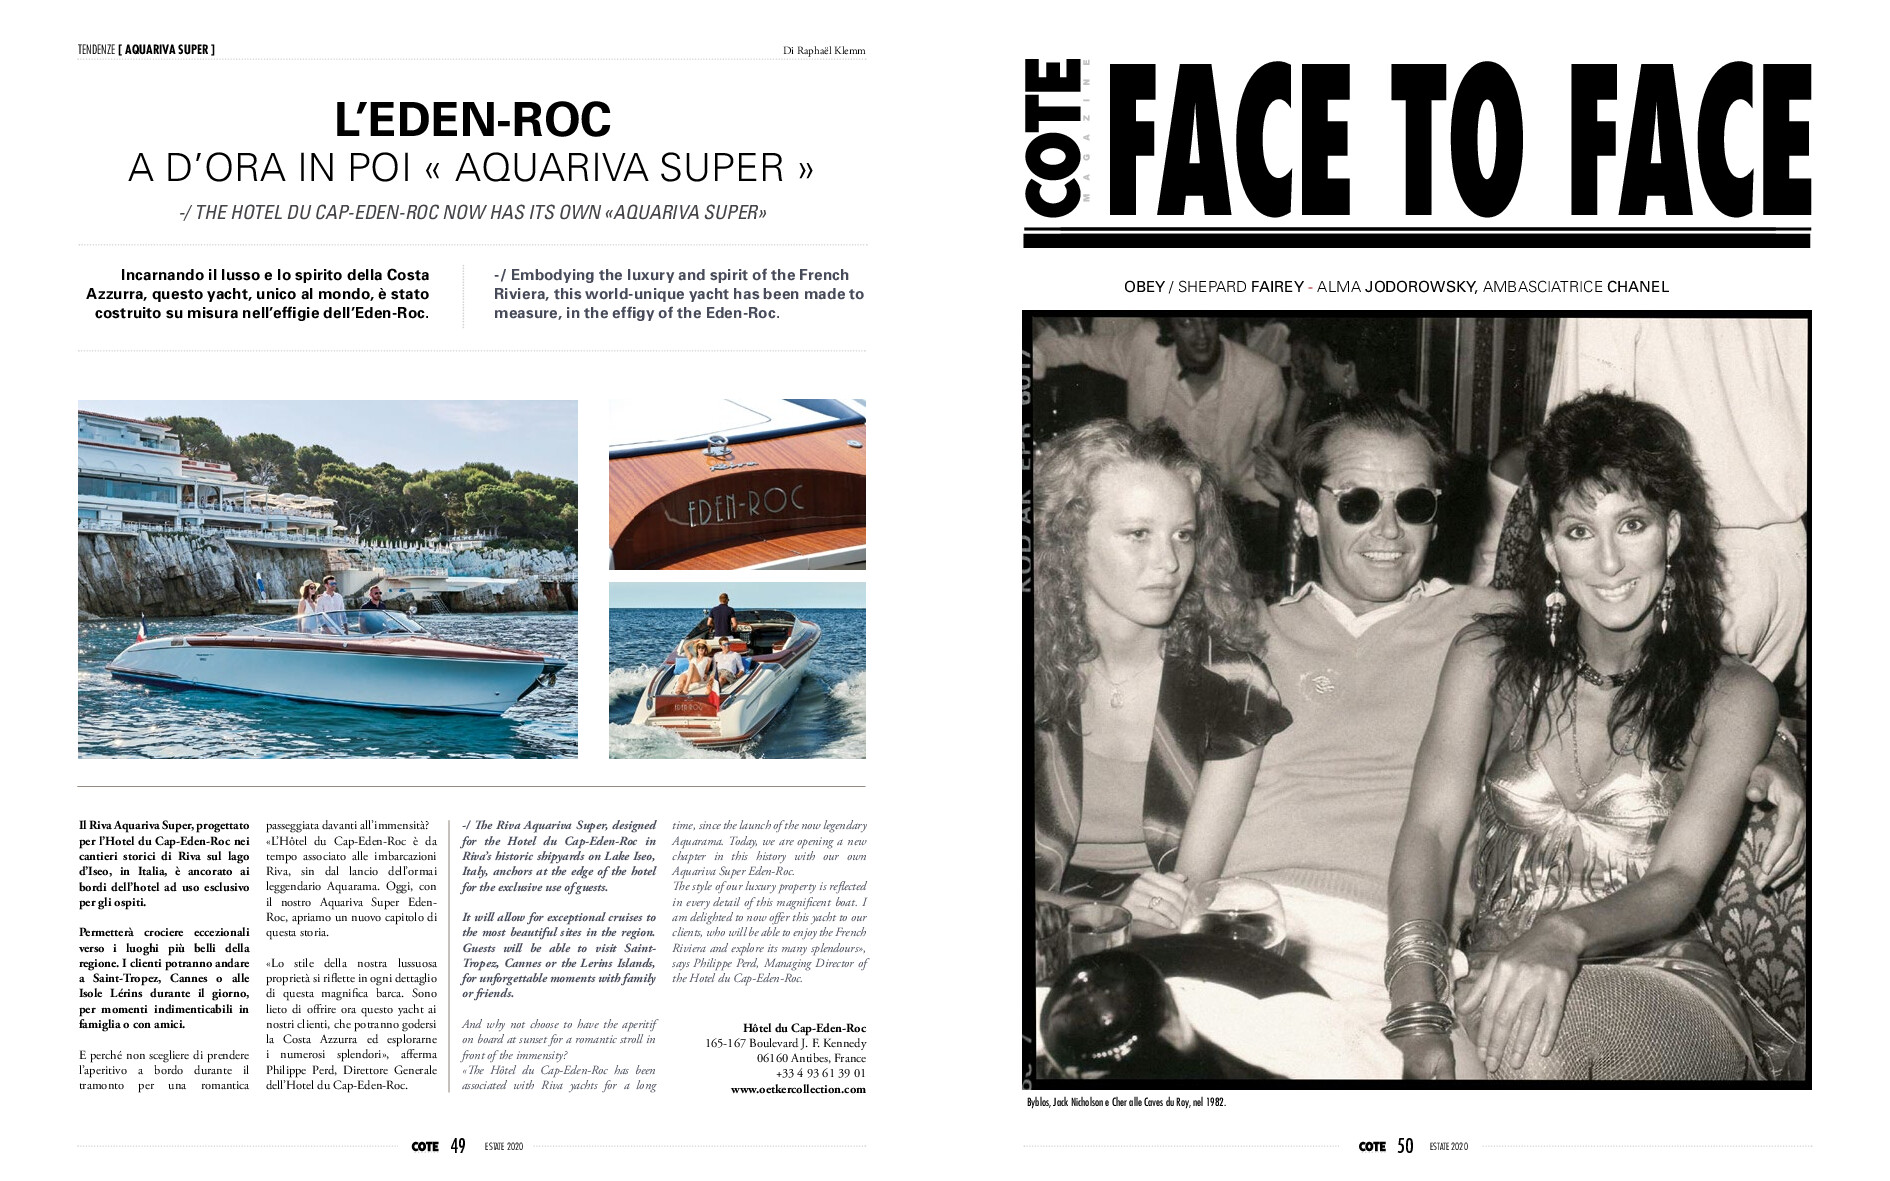 TENDENZE [ AQUARIVA SUPER ]
Di Raphaël Klemm
L'EDEN-ROC
A D'ORA IN POI « AQUARIVA SUPER »
-/ THE HOTEL DU CAP-EDEN-ROC NOW HAS ITS OWN «AQUARIVA SUPER»
Incarnando il lusso e lo spirito della Costa
Azzurra, questo yacht, unico al mondo, è stato
costruito su misura nell'effigie dell'Eden-Roc.
-/ Embodying the luxury and spirit of the French
Riviera, this world-unique yacht has been made to
measure, in the effigy of the Eden-Roc.
EDEN-ROC
EDEN-ROC
Il Riva Aquariva Super, progettato
per l'Hotel du Cap-Eden-Roc nei
cantieri storici di Riva sul lago
d'Iseo, in Italia, è ancorato ai
bordi dell'hotel ad uso esclusivo
per gli ospiti.
Permetterà crociere eccezionali
verso i luoghi più belli della
regione. I clienti potranno andare
a Saint-Tropez, Cannes o alle
Isole Lérins durante il giorno,
per momenti indimenticabili in
famiglia o con amici.
E perché non scegliere di prendere
l'aperitivo a bordo durante il
tramonto per una romantica
passeggiata davanti all'immensità?
«L'Hôtel du Cap-Eden-Roc è da
tempo associato alle imbarcazioni
Riva, sin dal lancio dell'ormai
leggendario Aquarama. Oggi, con
il nostro Aquariva Super Eden-
Roc, apriamo un nuovo capitolo di
questa storia.
«Lo stile della nostra lussuosa
proprietà si riflette in ogni dettaglio
di questa magnifica barca. Sono
lieto di offrire ora questo yacht ai
nostri clienti, che potranno godersi
la Costa Azzurra ed esplorarne
i numerosi splendori», afferma
Philippe Perd, Direttore Generale
dell'Hotel du Cap-Eden-Roc.
-/ The Riva Aquariva Super, designed
for the Hotel du Cap-Eden-Roc in
Riva's historic shipyards on Lake Iseo,
Italy, anchors at the edge of the hotel
for the exclusive use of guests.
It will allow for exceptional cruises to
the most beautiful sites in the region.
Guests will be able to visit Saint-
Tropez, Cannes or the Lerins Islands,
for unforgettable moments with family
or friends.
And why not choose to have the aperitif
on board at sunset for a romantic stroll in
front of the immensity?
«The Hôtel du Cap-Eden-Roc has been
associated with Riva yachts for a long
time, since the launch of the now legendary
Aquarama. Today, we are opening a new
chapter in this history with our own
Aquariva Super Eden-Roc.
The style of our luxury property is reflected
in every detail of this magnificent boat. I
am delighted to now offer this yacht to our
clients, who will be able to enjoy the French
Riviera and explore its many splendours»,
says Philippe Perd, Managing Director of
the Hotel du Cap-Eden-Roc.
Hôtel du Cap-Eden-Roc
165-167 Boulevard J. F. Kennedy
06160 Antibes, France
+33 4 93 61 39 01
www.oetkercollection.com
COTE 49 ESTATE 2020
COTE
MAGAZINE
FACE TO FACE
OBEY / SHEPARD FAIREY - ALMA JODOROWSKY, AMBASCIATRICE CHANEL
Byblos, Jack Nicholson e Cher alle Caves du Roy, nel 1982.
COTE 50 ESTATE 2020